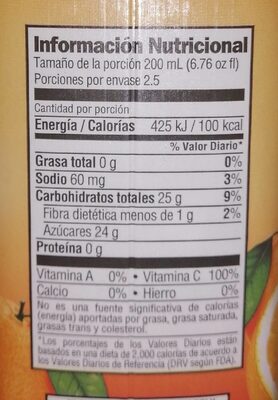 Información Nutricional
Tamaño de la porción 200 mL (6.76 oz fl)
Porciones por envase 2.5
Cantidad por porción
Energía / Calorías 425 kJ / 100 kcal
% Valor Diario*
Grasa total 0 g 0%
Sodio 60 mg 3%
Carbohidratos totales 25 g 9%
Fibra dietética menos de 1 g 2%
Azúcares 24 g
Proteína 0 g
Vitamina A 0% • Vitamina C 100%
Calcio 0% • Hierro 0%
No es una fuente significativa de calorías
(energía) aportadas por grasa, grasa saturada,
grasas trans y colesterol.
*Los porcentajes de los Valores Diarios están
basados en una dieta de 2,000 calorías de acuerdo a
los Valores Diarios de Referencia (DRV según FDA).